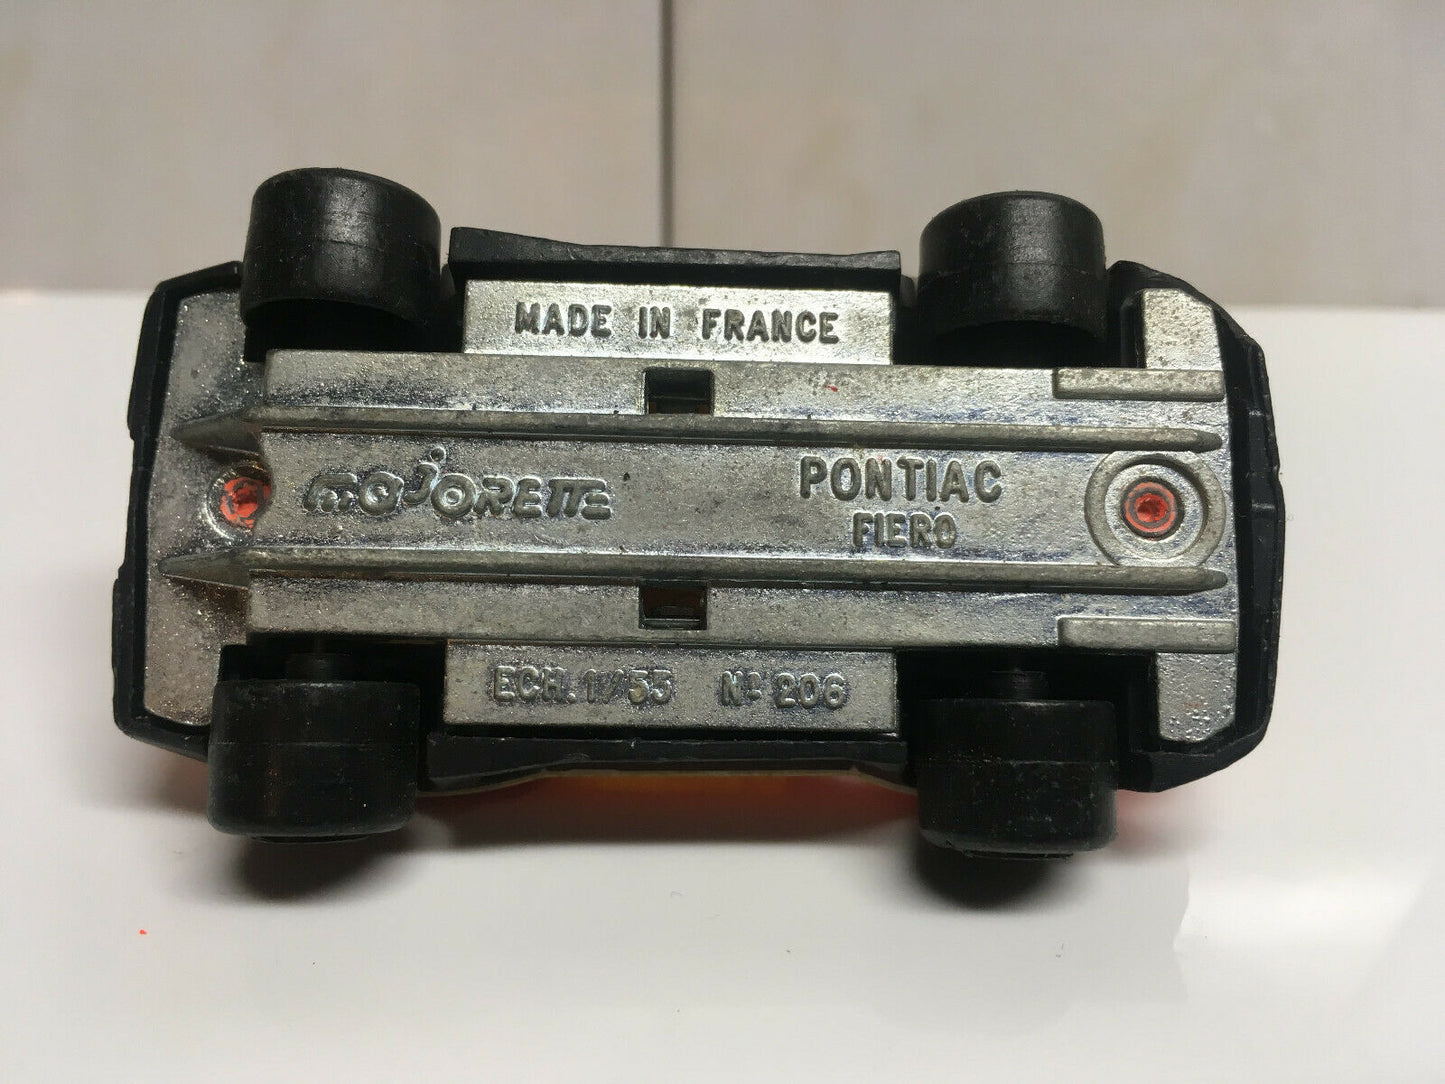 MADE IN FRANCE
majORETTE
PONTIAC
FIERO
ECH. 1/55 Nº 206